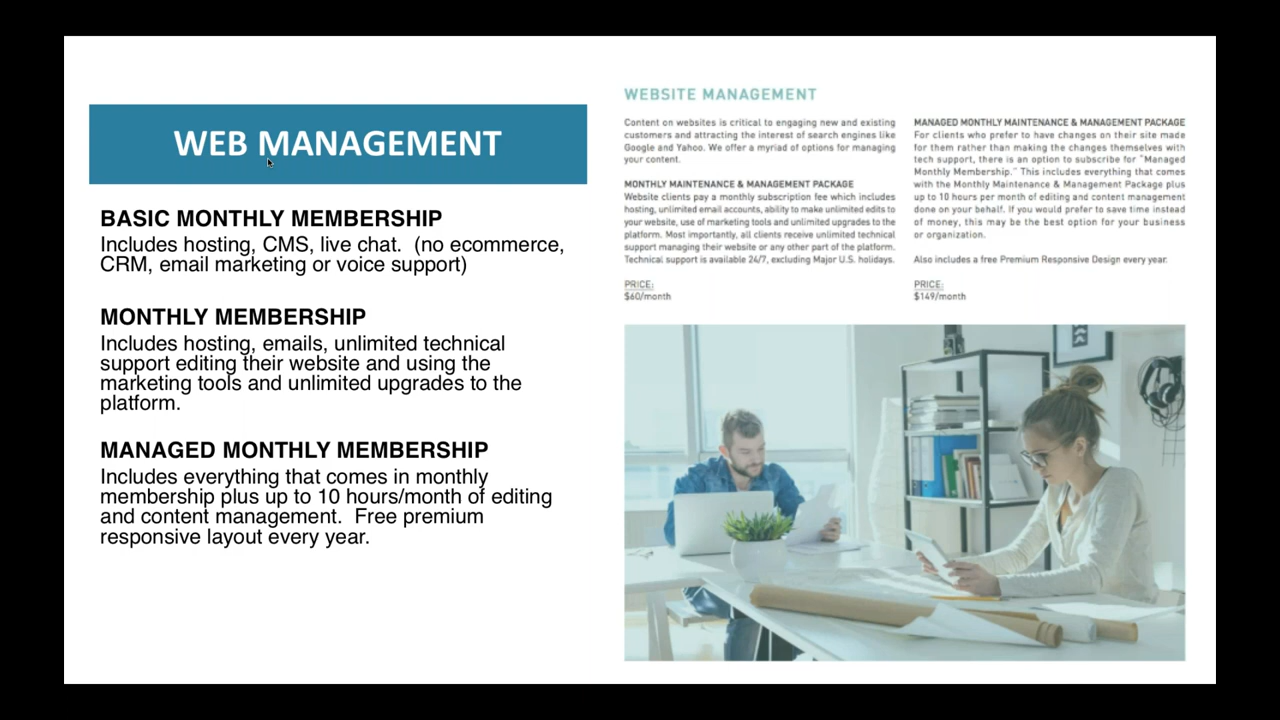 WEB MANAGEMENT
BASIC MONTHLY MEMBERSHIP
Includes hosting, CMS, live chat.  (no ecommerce,
CRM, email marketing or voice support)
MONTHLY MEMBERSHIP
Includes hosting, emails, unlimited technical
support editing their website and using the
marketing tools and unlimited upgrades to the
platform.
MANAGED MONTHLY MEMBERSHIP
Includes everything that comes in monthly
membership plus up to 10 hours/month of editing
and content management.  Free premium
responsive layout every year.
WEBSITE MANAGEMENT
Content on websites is critical to engaging new and existing
customers and attracting the interest of search engines like
Google and Yahoo. We offer a myriad of options for managing
your content.
MONTHLY MAINTENANCE & MANAGEMENT PACKAGE
Website clients pay a monthly subscription fee which includes
hosting, unlimited email accounts, ability to make unlimited edits to
your website, use of marketing tools and unlimited upgrades to the
platform. Most importantly, all clients receive unlimited technical
support managing their website or any other part of the platform.
Technical support is available 24/7, excluding Major U.S. holidays.
PRICE:
$60/month
MANAGED MONTHLY MAINTENANCE & MANAGEMENT PACKAGE
For clients who prefer to have changes on their site made
for them rather than making the changes themselves with
tech support, there is an option to subscribe for "Managed
Monthly Membership." This includes everything that comes
with the Monthly Maintenance & Management Package plus
up to 10 hours per month of editing and content management
done on your behalf. If you would prefer to save time instead
of money, this may be the best option for your business
or organization.
Also includes a free Premium Responsive Design every year.
PRICE:
$149/month